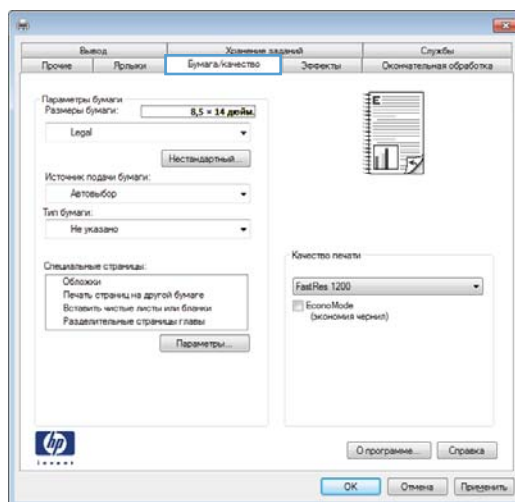 Вывод Хранение заданий Службы
Прочие Ярлыки Бумага/качество Эффекты Окончательная обработка
Параметры бумаги
Размеры бумаги: 8,5 × 14 дюйм.
Legal
Нестандартный...
Источник подачи бумаги:
Автовыбор
Тип бумаги:
Не указано
Специальные страницы:
Обложки
Печать страниц на другой бумаге
Вставить чистые листы или бланки
Разделительные страницы главы
Параметры...
E
Качество печати
FastRes 1200
EconoMode
(экономия чернил)
hp
invent
О программе... Справка
OK Отмена Применить